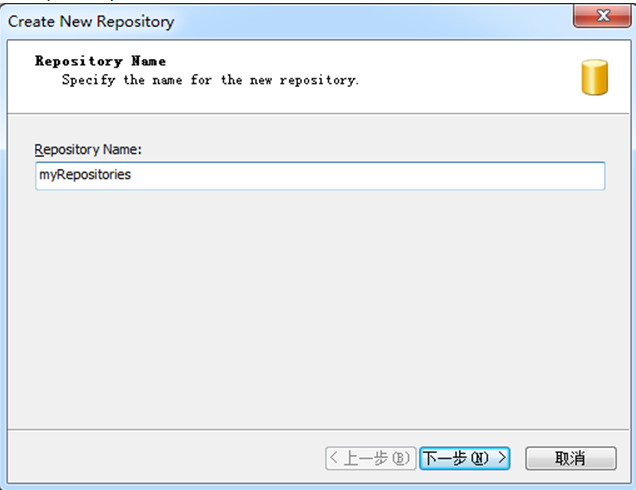 Create New Repository
Repository Name
Specify the name for the new repository.
Repository Name:
myRepositories
< 上一步(B)
下一步(N) >
取消